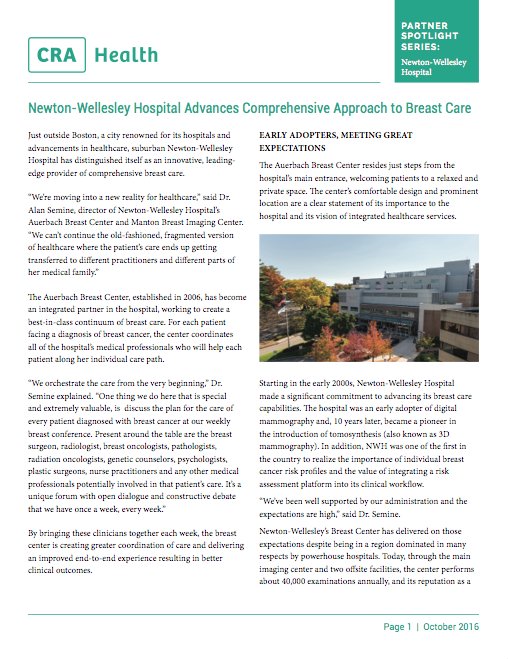 CRA Health
PARTNER
SPOTLIGHT
SERIES:
Newton-Wellesley
Hospital
Newton-Wellesley Hospital Advances Comprehensive Approach to Breast Care
Just outside Boston, a city renowned for its hospitals and
advancements in healthcare, suburban Newton-Wellesley
Hospital has distinguished itself as an innovative, leading-
edge provider of comprehensive breast care.
“We’re moving into a new reality for healthcare,” said Dr.
Alan Semine, director of Newton-Wellesley Hospital’s
Auerbach Breast Center and Manton Breast Imaging Center.
“We can’t continue the old-fashioned, fragmented version
of healthcare where the patient’s care ends up getting
transferred to different practitioners and different parts of
her medical family.”
The Auerbach Breast Center, established in 2006, has become
an integrated partner in the hospital, working to create a
best-in-class continuum of breast care. For each patient
facing a diagnosis of breast cancer, the center coordinates
all of the hospital’s medical professionals who will help each
patient along her individual care path.
“We orchestrate the care from the very beginning,” Dr.
Semine explained. “One thing we do here that is special
and extremely valuable, is discuss the plan for the care of
every patient diagnosed with breast cancer at our weekly
breast conference. Present around the table are the breast
surgeon, radiologist, breast oncologists, pathologists,
radiation oncologists, genetic counselors, psychologists,
plastic surgeons, nurse practitioners and any other medical
professionals potentially involved in that patient’s care. It’s a
unique forum with open dialogue and constructive debate
that we have once a week, every week.”
By bringing these clinicians together each week, the breast
center is creating greater coordination of care and delivering
an improved end-to-end experience resulting in better
clinical outcomes.
EARLY ADOPTERS, MEETING GREAT
EXPECTATIONS
The Auerbach Breast Center resides just steps from the
hospital’s main entrance, welcoming patients to a relaxed and
private space. The center’s comfortable design and prominent
location are a clear statement of its importance to the
hospital and its vision of integrated healthcare services.
Starting in the early 2000s, Newton-Wellesley Hospital
made a significant commitment to advancing its breast care
capabilities. The hospital was an early adopter of digital
mammography and, 10 years later, became a pioneer in
the introduction of tomosynthesis (also known as 3D
mammography). In addition, NWH was one of the first in
the country to realize the importance of individual breast
cancer risk profiles and the value of integrating a risk
assessment platform into its clinical workflow.
“We’ve been well supported by our administration and the
expectations are high,” said Dr. Semine.
Newton-Wellesley’s Breast Center has delivered on those
expectations despite being in a region dominated in many
respects by powerhouse hospitals. Today, through the main
imaging center and two offsite facilities, the center performs
about 40,000 examinations annually, and its reputation as a
Page 1 | October 2016